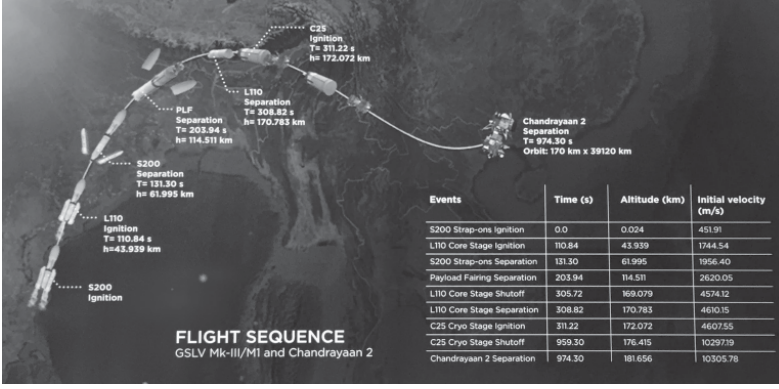 C25
Ignition
T= 311.22 s
h= 172.072 km
L110
Separation
T= 308.82 s
h= 170.783 km
PLF
Separation
T= 203.94 s
h= 114.511 km
S200
Separation
T= 131.30 s
h= 61.995 km
L110
Ignition
T= 110.84 s
h=43.939 km
S200
Ignition
Chandrayaan 2
Separation
T= 974.30 s
Orbit: 170 km x 39120 km
FLIGHT SEQUENCE
GSLV Mk-III/M1 and Chandrayaan 2
Events Time (s) Altitude (km) Initial velocity
(m/s)
S200 Strap-ons Ignition 0.0 0.024 451.91
L110 Core Stage Ignition 110.84 43.939 1744.54
S200 Strap-ons Separation 131.30 61.995 1956.40
Payload Fairing Separation 203.94 114.511 2620.05
L110 Core Stage Shutoff 305.72 169.079 4574.12
L110 Core Stage Separation 308.82 170.783 4610.15
C25 Cryo Stage Ignition 311.22 172.072 4607.55
C25 Cryo Stage Shutoff 959.30 176.415 10297.19
Chandrayaan 2 Separation 974.30 181.656 10305.78